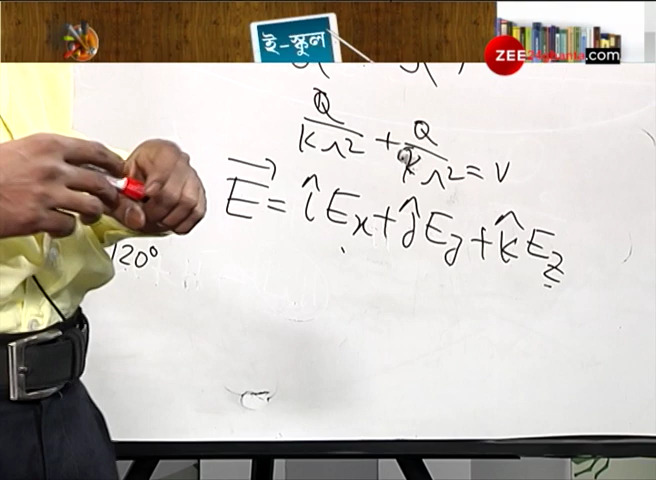 ই-স্কুল
ZEE .com
Q/Kr² + Q/Kr² = V
E⃗ = îEx + ĵEy + k̂Ez
120°